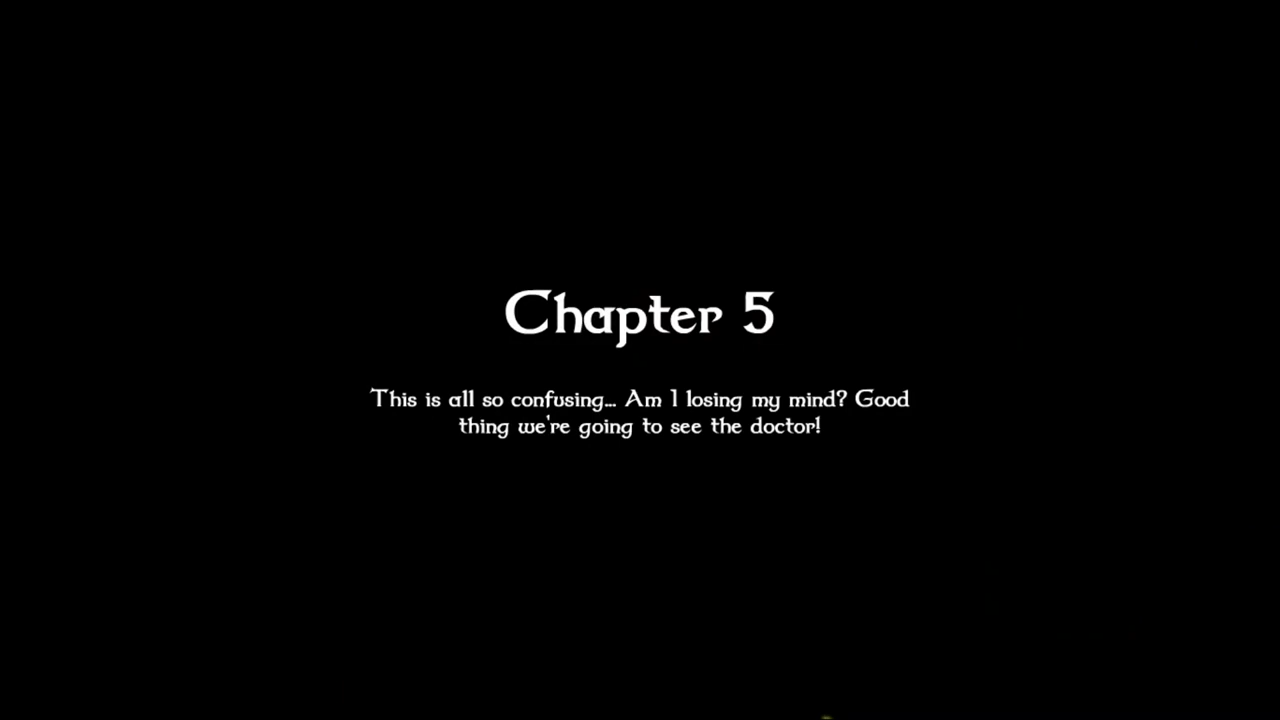 Chapter 5
This is all so confusing... Am I losing my mind? Good
thing we're going to see the doctor!